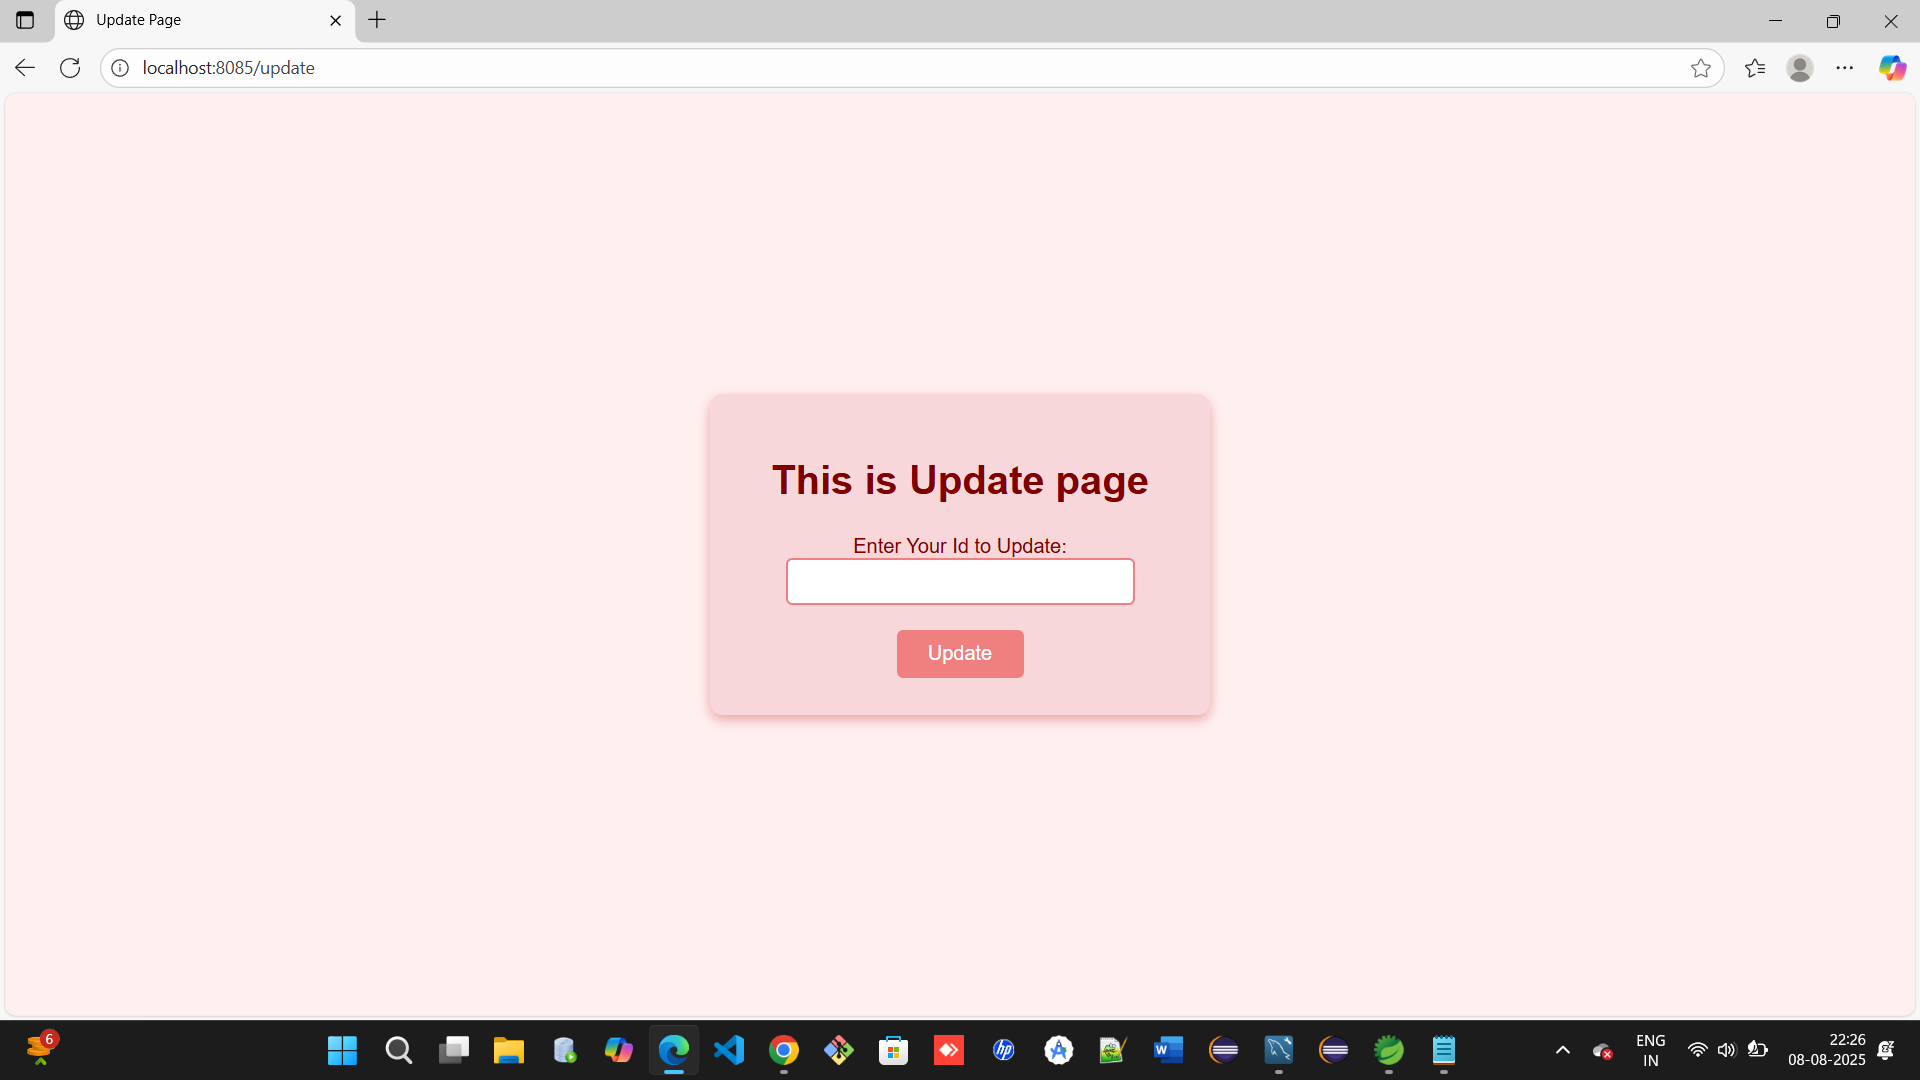 Update Page
localhost:8085/update
This is Update page
Enter Your Id to Update:
Update
6
hp
W
ENG
IN
22:26
08-08-2025